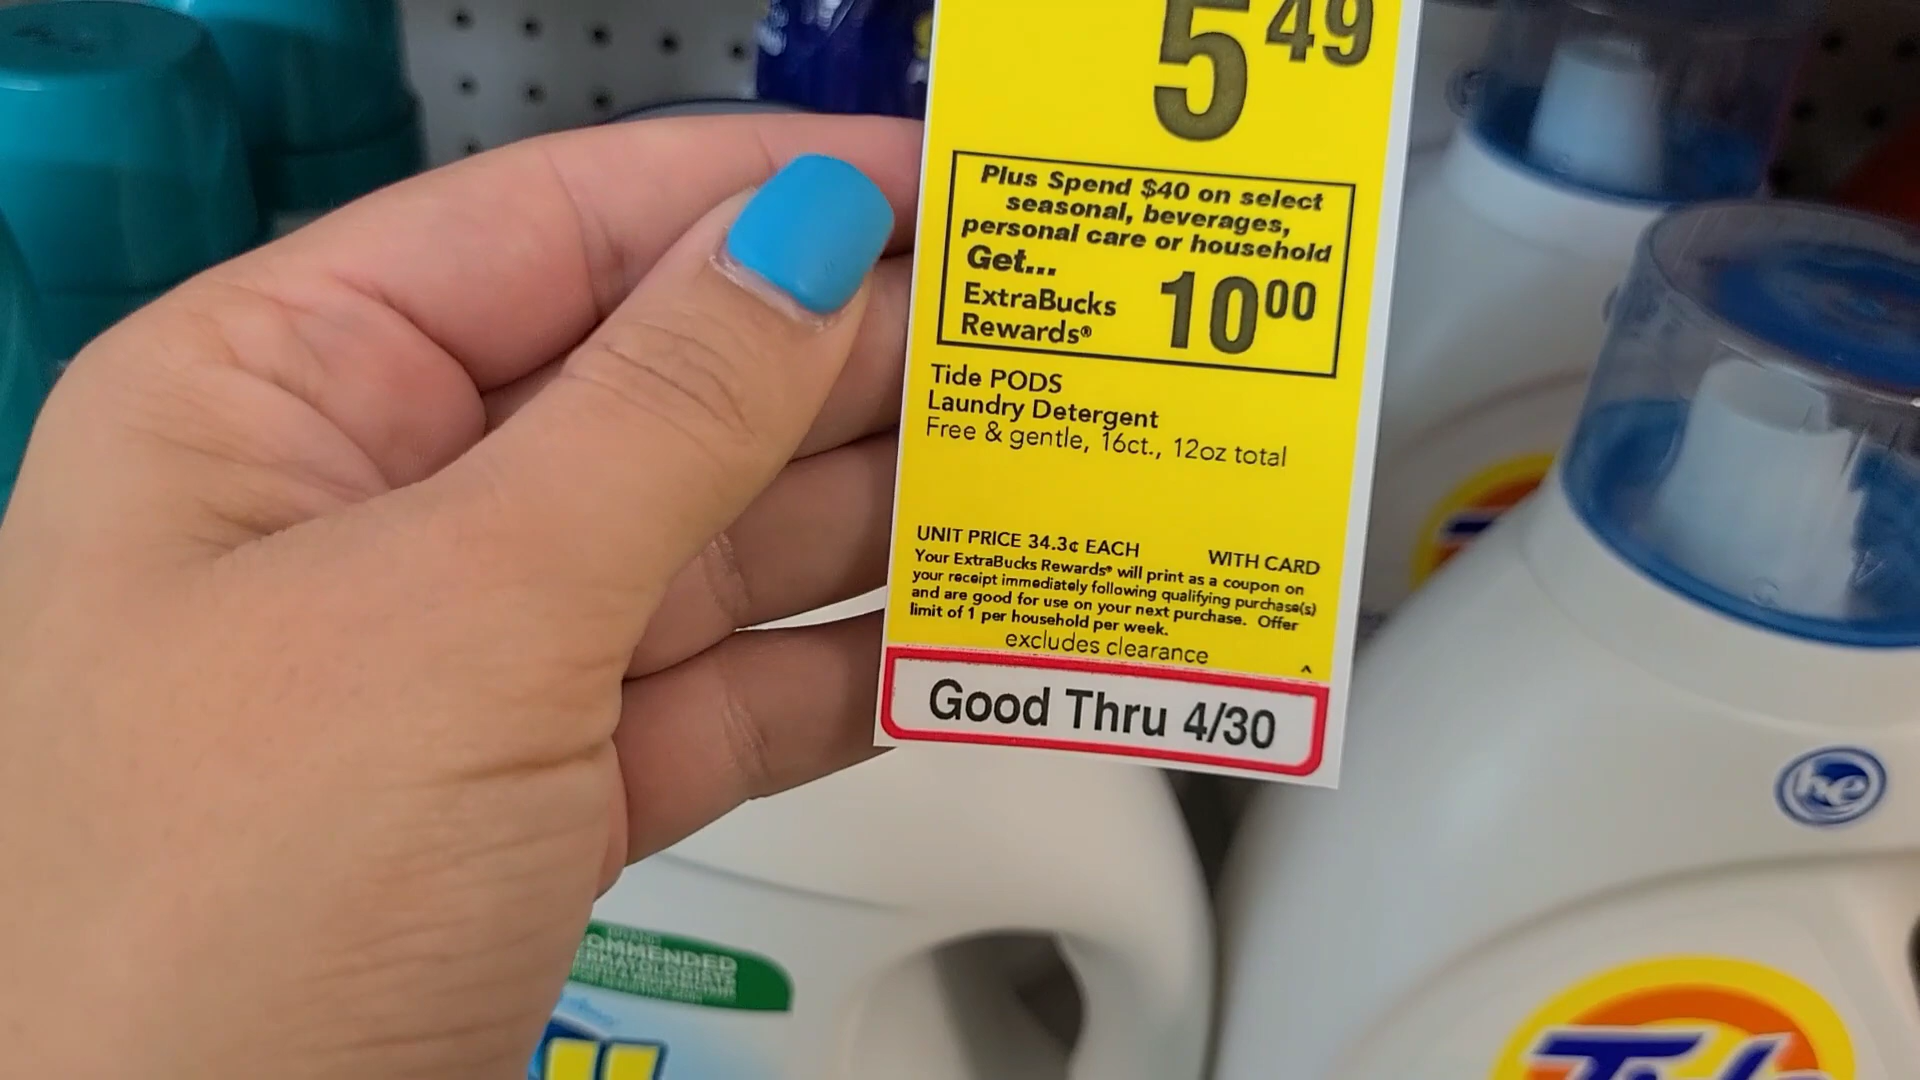 5 49
Plus Spend $40 on select
seasonal, beverages,
personal care or household
Get...
ExtraBucks
Rewards®
10 00
Tide PODS
Laundry Detergent
Free & gentle, 16ct., 12oz total
UNIT PRICE 34.3¢ EACH
WITH CARD
Your ExtraBucks Rewards® will print as a coupon on
your receipt immediately following qualifying purchase(s)
and are good for use on your next purchase. Offer
limit of 1 per household per week.
excludes clearance
^
Good Thru 4/30
he